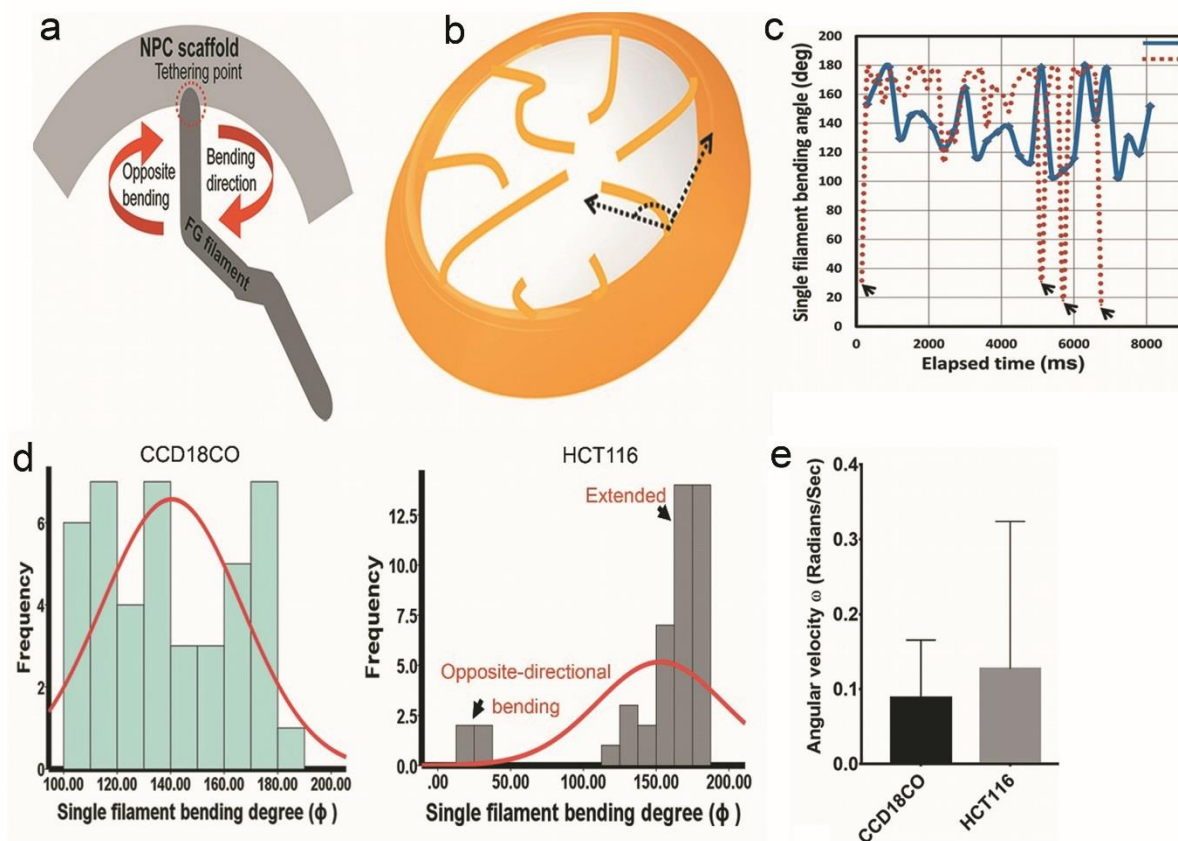 a
NPC scaffold
Tethering point
Opposite
bending
Bending
direction
FG filament
b
c
Single filament bending angle (deg)
200
180
160
140
120
100
80
60
40
20
0
0 2000 4000 6000 8000
Elapsed time (ms)
d
CCD18CO
Frequency
6
4
2
0
100.00 120.00 140.00 160.00 180.00 200.00
Single filament bending degree (ϕ )
HCT116
Extended
Opposite-directional
bending
Frequency
12.5
10.0
7.5
5.0
2.5
0.0
.00 50.00 100.00 150.00 200.00
Single filament bending degree (ϕ )
e
Angular velocity ω (Radians/Sec)
0.4
0.3
0.2
0.1
0.0
CCD18CO
HCT116